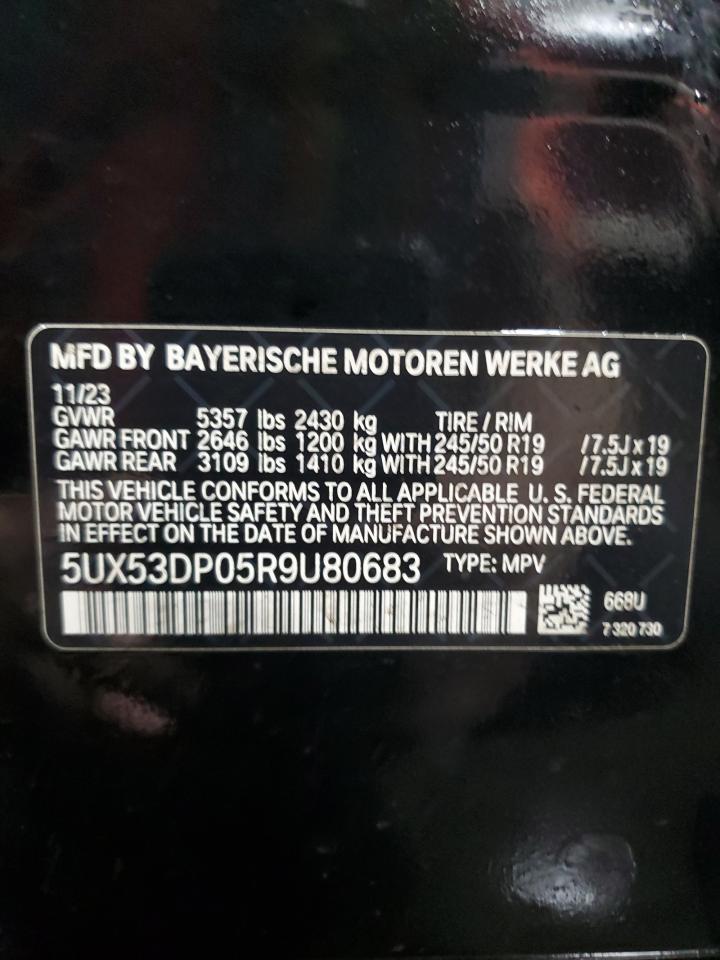 MFD BY BAYERISCHE MOTOREN WERKE AG
11/23
GVWR 5357 lbs 2430 kg TIRE / RIM
GAWR FRONT 2646 lbs 1200 kg WITH 245/50 R19 /7.5J x 19
GAWR REAR 3109 lbs 1410 kg WITH 245/50 R19 /7.5J x 19
THIS VEHICLE CONFORMS TO ALL APPLICABLE U. S. FEDERAL
MOTOR VEHICLE SAFETY AND THEFT PREVENTION STANDARDS
IN EFFECT ON THE DATE OF MANUFACTURE SHOWN ABOVE.
5UX53DP05R9U80683 TYPE: MPV
668U
7 320 730